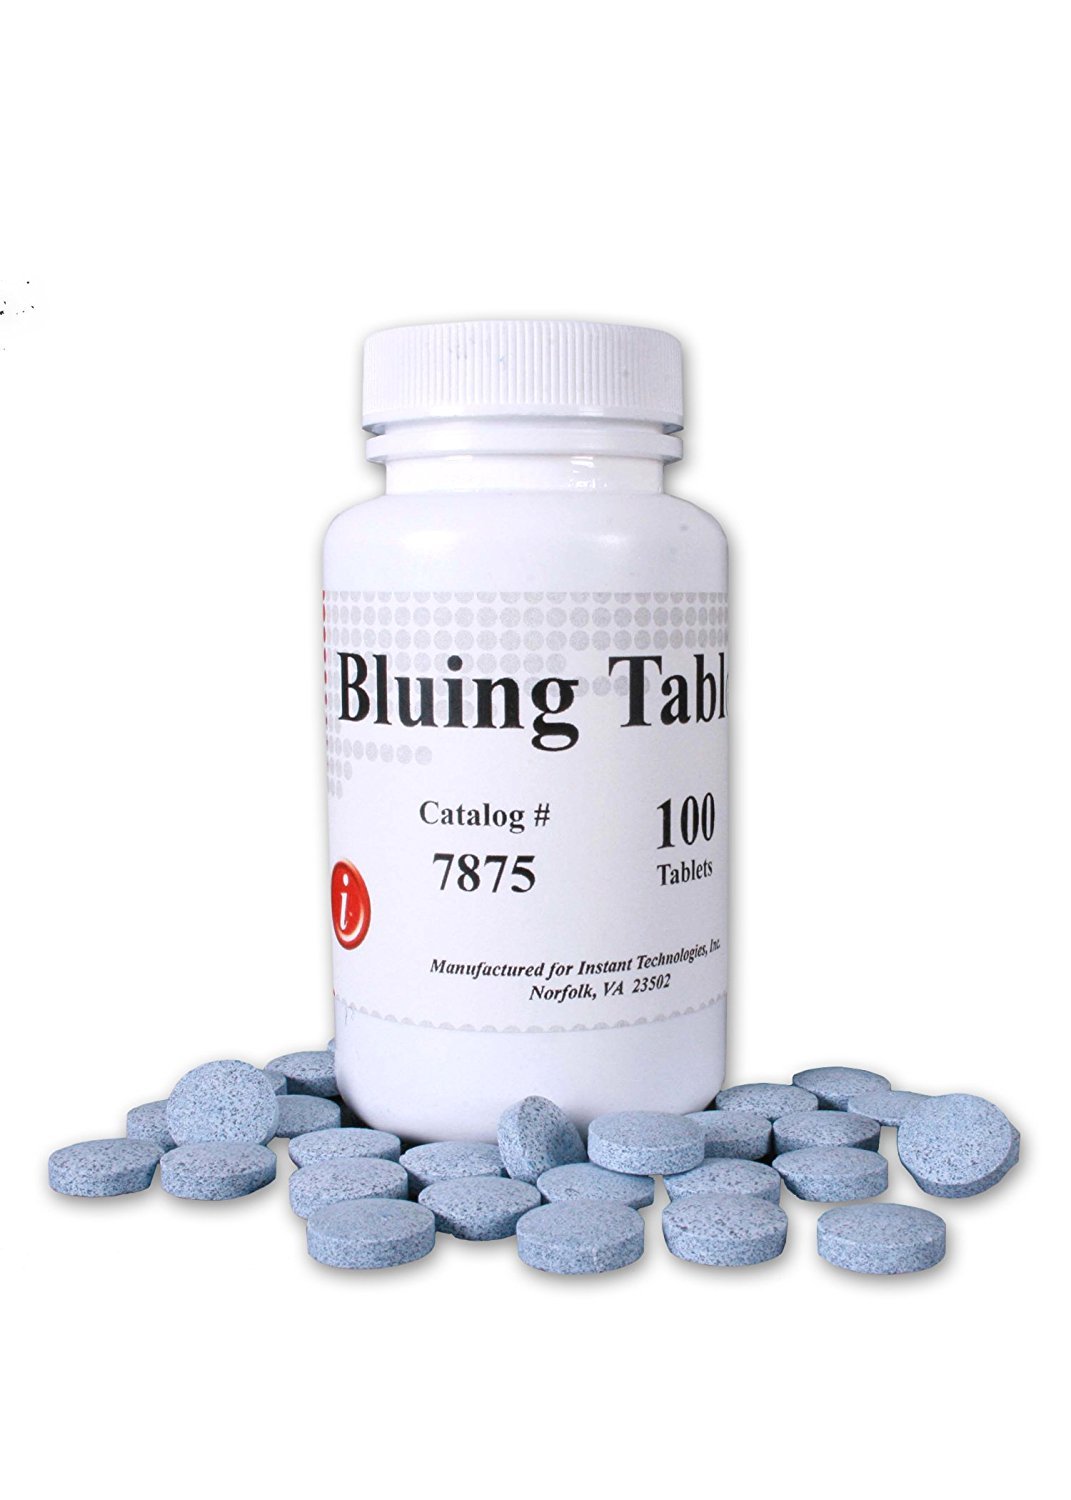 Bluing Table
Catalog #
7875
100
Tablets
i
Manufactured for Instant Technologies, Inc.
Norfolk, VA 23502